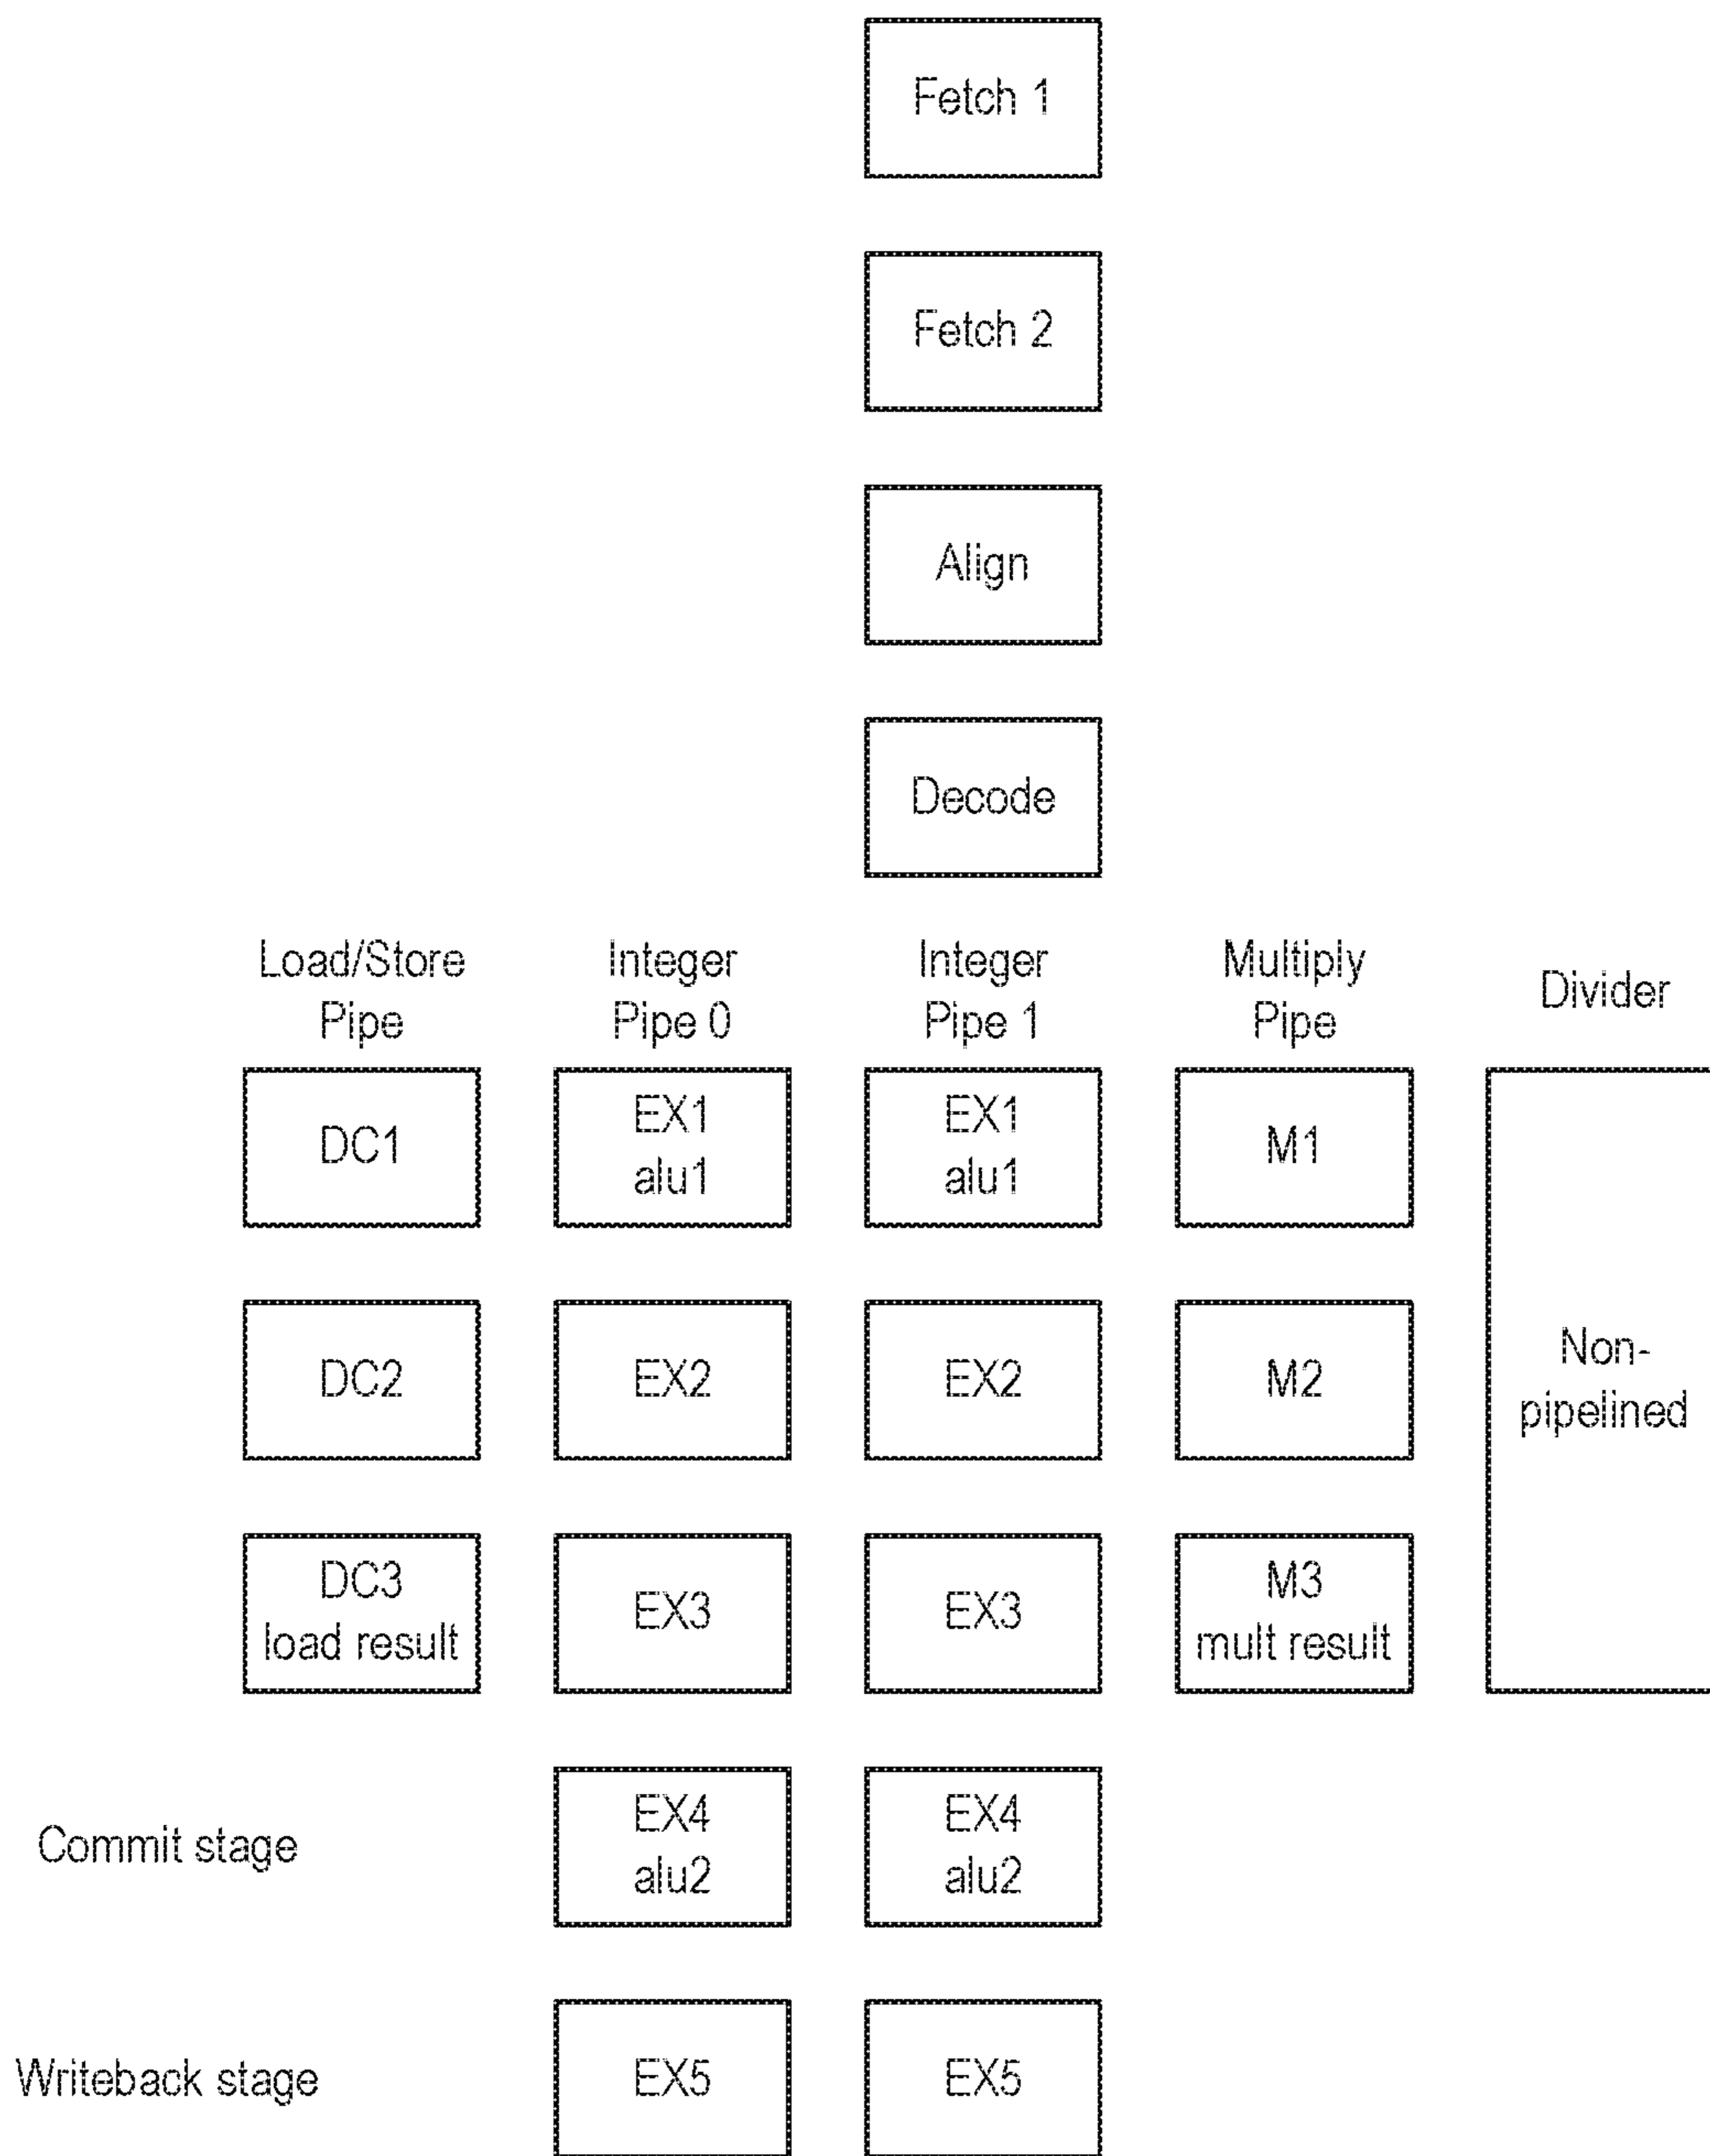 Fetch 1
Fetch 2
Align
Decode
Load/Store
Pipe
Integer
Pipe 0
Integer
Pipe 1
Multiply
Pipe
Divider
DC1
EX1
alu1
EX1
alu1
M1
DC2
EX2
EX2
M2
Non-
pipelined
DC3
load result
EX3
EX3
M3
mult result
Commit stage
EX4
alu2
EX4
alu2
Writeback stage
EX5
EX5